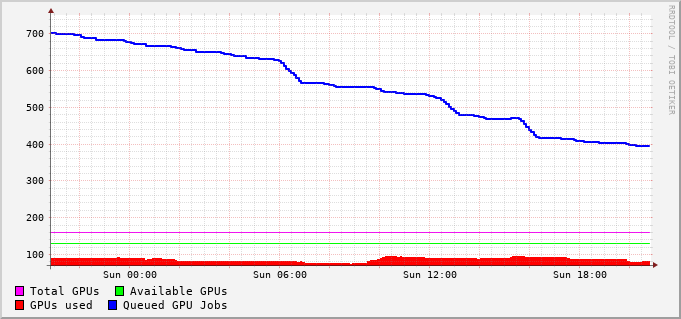 RRDTOOL / TOBI OETIKER
700
600
500
400
300
200
100
Sun 00:00 Sun 06:00 Sun 12:00 Sun 18:00
Total GPUs Available GPUs
GPUs used Queued GPU Jobs